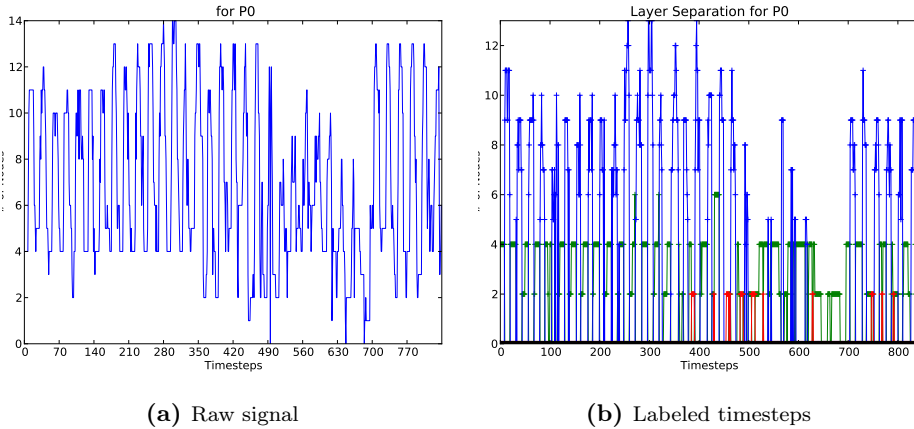 for P0
14
12
10
8
6
4
2
0
0 70 140 210 280 350 420 490 560 630 700 770
Timesteps
(a) Raw signal
Layer Separation for P0
12
10
8
6
4
2
0
0 100 200 300 400 500 600 700 800
Timesteps
(b) Labeled timesteps